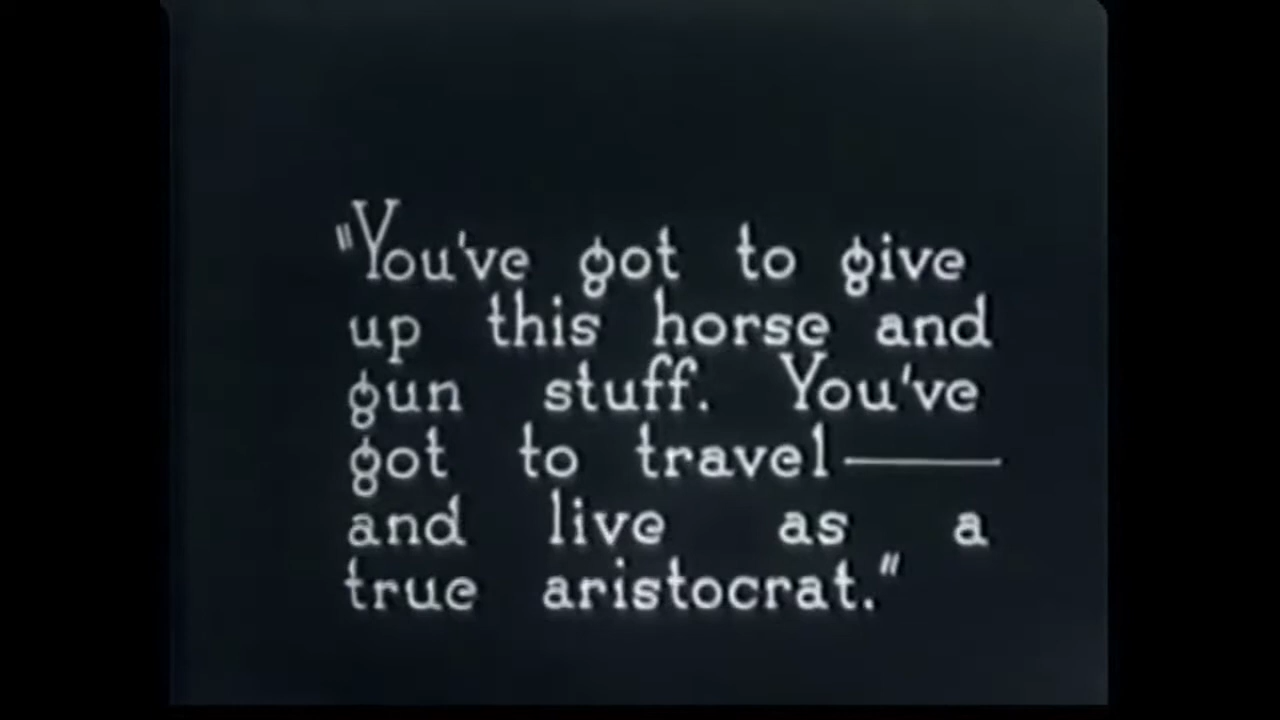 "You've got to give
up this horse and
gun stuff. You've
got to travel——
and live as a
true aristocrat."